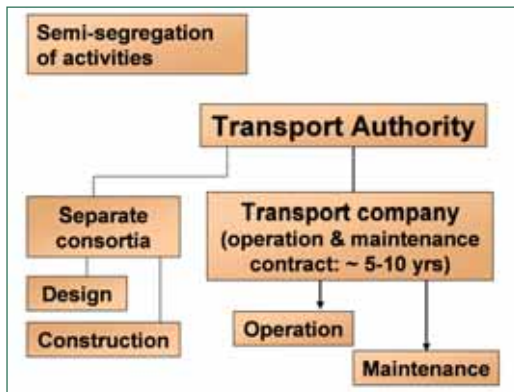 Semi-segregation
of activities
Transport Authority
Separate
consortia
Transport company
(operation & maintenance
contract: ~ 5-10 yrs)
Design
Construction
Operation
Maintenance